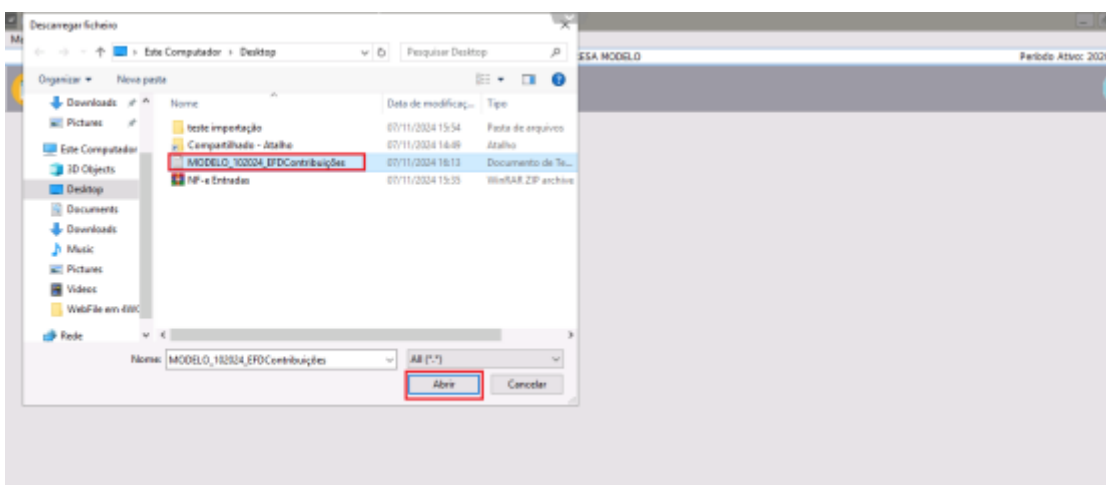 Descarregar ficheiro
ESSA MODELO
Período Ativo: 202
Este Computador › Desktop
Pesquisar Desktop
Organizar
Nova pasta
Nome
Data de modificaç...
Tipo
Downloads
Pictures
Este Computador
3D Objects
Desktop
Documents
Downloads
Music
Pictures
Videos
WebFile em
Rede
teste importação
07/11/2024 15:54
Pasta de arquivos
Compartilhado - Atalho
07/11/2024 14:49
Atalho
MODELO_102024_EFDContribuições
07/11/2024 16:13
Documento de Te...
NF-e Entradas
07/11/2024 15:35
WinRAR ZIP archive
Nome:
MODELO_102024_EFDContribuições
All (*.*)
Abrir
Cancelar